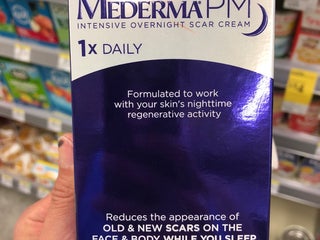 MEDERMA PM
INTENSIVE OVERNIGHT SCAR CREAM
1X DAILY
Formulated to work
with your skin's nighttime
regenerative activity
Reduces the appearance of
OLD & NEW SCARS ON THE
FACE & BODY WHILE YOU SLEEP
$4